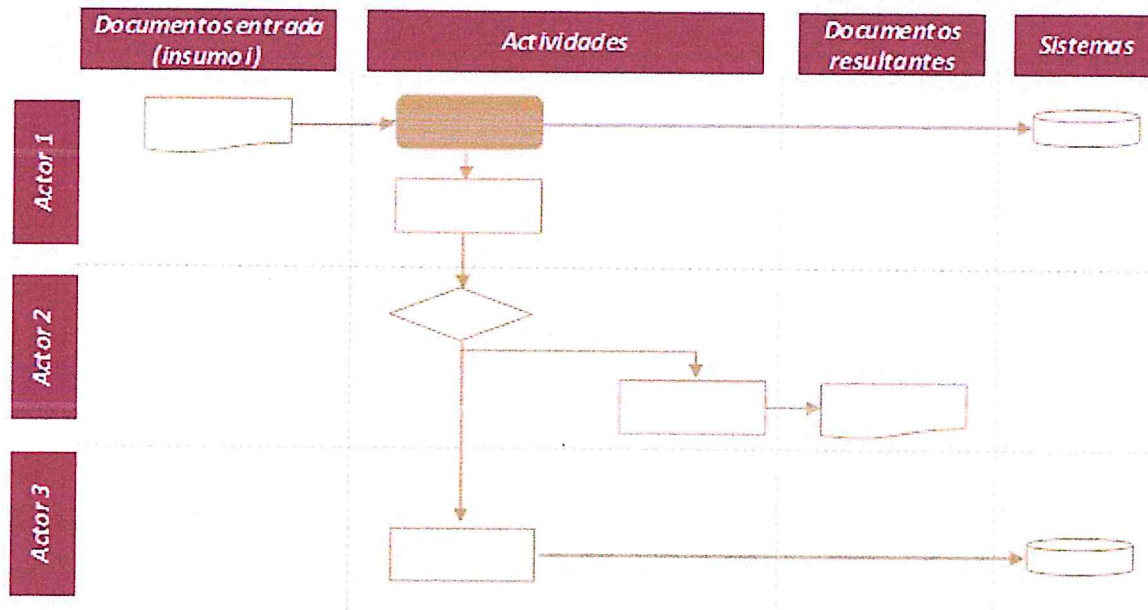 Documentos entrada
(insumo i)
Actividades
Documentos
resultantes
Sistemas
Actor 1
Actor 2
Actor 3